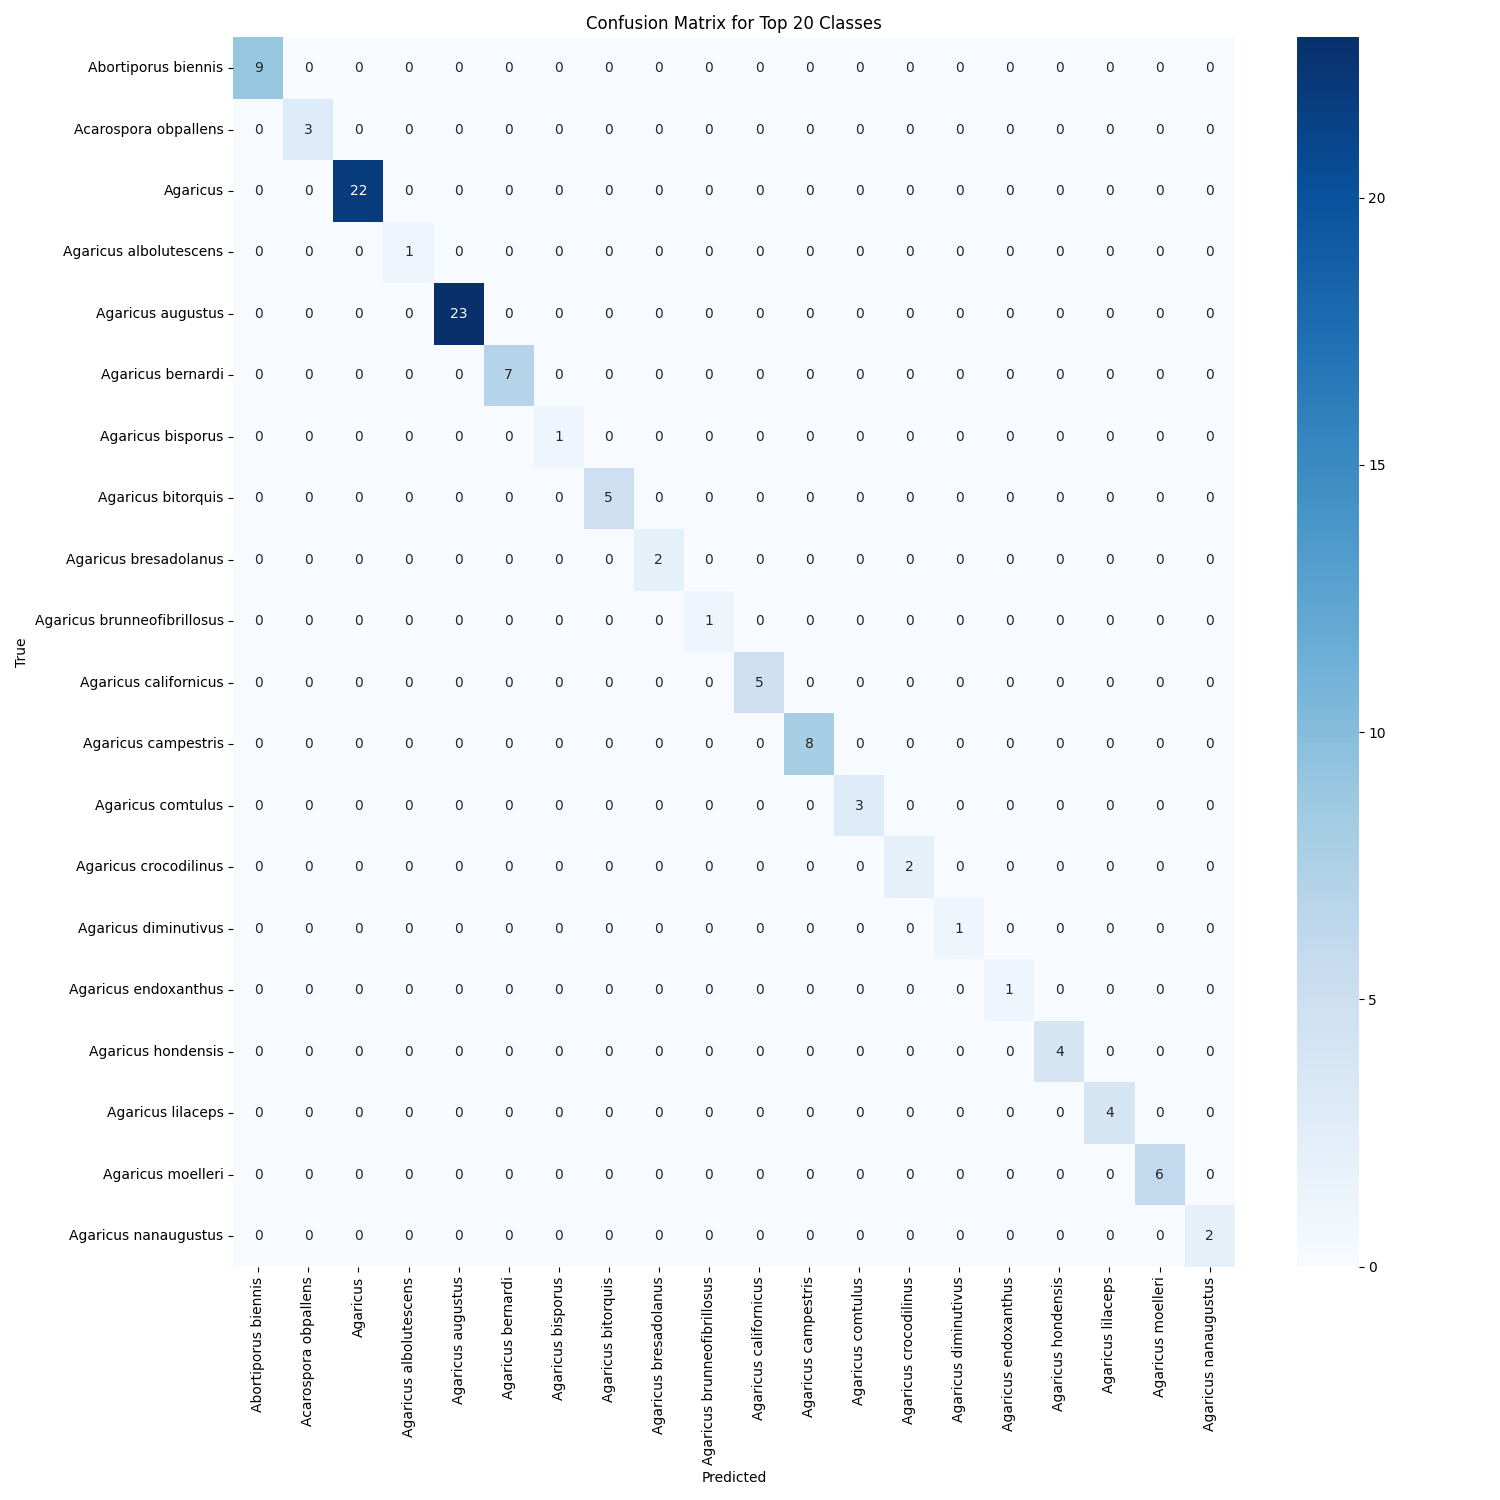 Confusion Matrix for Top 20 Classes
Abortiporus biennis 9 0 0 0 0 0 0 0 0 0 0 0 0 0 0 0 0 0 0 0
Acarospora obpallens 0 3 0 0 0 0 0 0 0 0 0 0 0 0 0 0 0 0 0 0
Agaricus 0 0 22 0 0 0 0 0 0 0 0 0 0 0 0 0 0 0 0 0
Agaricus albolutescens 0 0 0 1 0 0 0 0 0 0 0 0 0 0 0 0 0 0 0 0
Agaricus augustus 0 0 0 0 23 0 0 0 0 0 0 0 0 0 0 0 0 0 0 0
Agaricus bernardi 0 0 0 0 0 7 0 0 0 0 0 0 0 0 0 0 0 0 0 0
Agaricus bisporus 0 0 0 0 0 0 1 0 0 0 0 0 0 0 0 0 0 0 0 0
Agaricus bitorquis 0 0 0 0 0 0 0 5 0 0 0 0 0 0 0 0 0 0 0 0
Agaricus bresadolanus 0 0 0 0 0 0 0 0 2 0 0 0 0 0 0 0 0 0 0 0
Agaricus brunneofibrillosus 0 0 0 0 0 0 0 0 0 1 0 0 0 0 0 0 0 0 0 0
Agaricus californicus 0 0 0 0 0 0 0 0 0 0 5 0 0 0 0 0 0 0 0 0
Agaricus campestris 0 0 0 0 0 0 0 0 0 0 0 8 0 0 0 0 0 0 0 0
Agaricus comtulus 0 0 0 0 0 0 0 0 0 0 0 0 3 0 0 0 0 0 0 0
Agaricus crocodilinus 0 0 0 0 0 0 0 0 0 0 0 0 0 2 0 0 0 0 0 0
Agaricus diminutivus 0 0 0 0 0 0 0 0 0 0 0 0 0 0 1 0 0 0 0 0
Agaricus endoxanthus 0 0 0 0 0 0 0 0 0 0 0 0 0 0 0 1 0 0 0 0
Agaricus hondensis 0 0 0 0 0 0 0 0 0 0 0 0 0 0 0 0 4 0 0 0
Agaricus lilaceps 0 0 0 0 0 0 0 0 0 0 0 0 0 0 0 0 0 4 0 0
Agaricus moelleri 0 0 0 0 0 0 0 0 0 0 0 0 0 0 0 0 0 0 6 0
Agaricus nanaugustus 0 0 0 0 0 0 0 0 0 0 0 0 0 0 0 0 0 0 0 2
True
Abortiporus biennis
Acarospora obpallens
Agaricus
Agaricus albolutescens
Agaricus augustus
Agaricus bernardi
Agaricus bisporus
Agaricus bitorquis
Agaricus bresadolanus
Agaricus brunneofibrillosus
Agaricus californicus
Agaricus campestris
Agaricus comtulus
Agaricus crocodilinus
Agaricus diminutivus
Agaricus endoxanthus
Agaricus hondensis
Agaricus lilaceps
Agaricus moelleri
Agaricus nanaugustus
Predicted
20
15
10
5
0